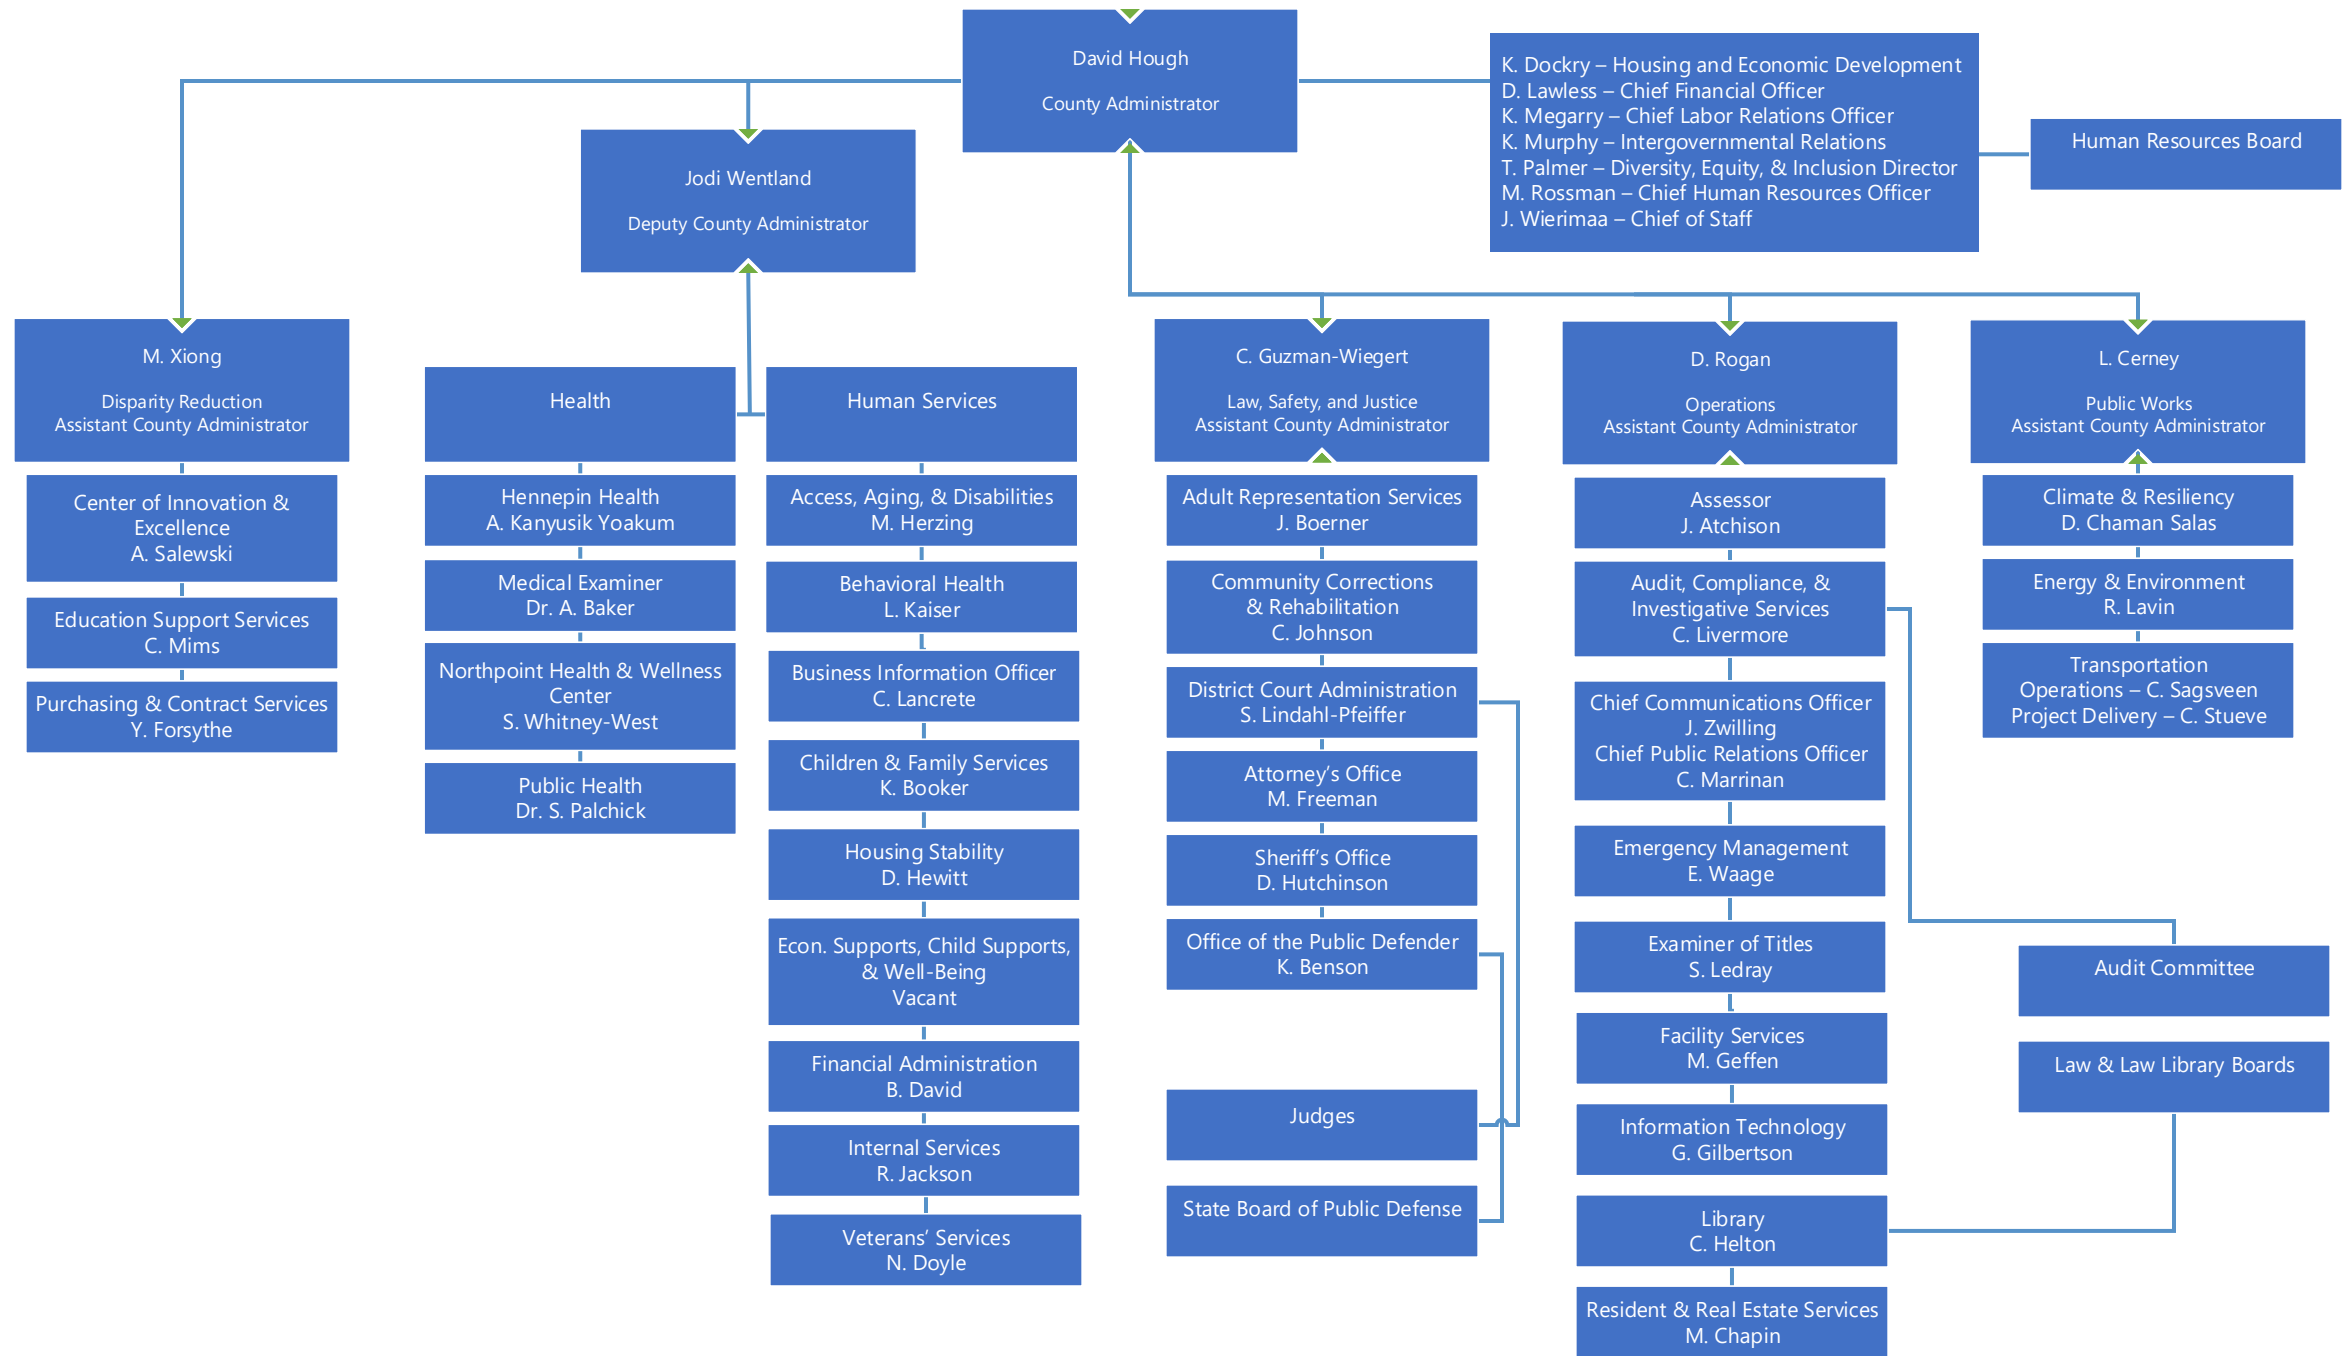 David Hough
County Administrator
K. Dockry – Housing and Economic Development
D. Lawless – Chief Financial Officer
K. Megarry – Chief Labor Relations Officer
K. Murphy – Intergovernmental Relations
T. Palmer – Diversity, Equity, & Inclusion Director
M. Rossman – Chief Human Resources Officer
J. Wierimaa – Chief of Staff
Human Resources Board
Jodi Wentland
Deputy County Administrator
M. Xiong
Disparity Reduction
Assistant County Administrator
Center of Innovation &
Excellence
A. Salewski
Education Support Services
C. Mims
Purchasing & Contract Services
Y. Forsythe
Health
Hennepin Health
A. Kanyusik Yoakum
Medical Examiner
Dr. A. Baker
Northpoint Health & Wellness
Center
S. Whitney-West
Public Health
Dr. S. Palchick
Human Services
Access, Aging, & Disabilities
M. Herzing
Behavioral Health
L. Kaiser
Business Information Officer
C. Lancrete
Children & Family Services
K. Booker
Housing Stability
D. Hewitt
Econ. Supports, Child Supports,
& Well-Being
Vacant
Financial Administration
B. David
Internal Services
R. Jackson
Veterans’ Services
N. Doyle
C. Guzman-Wiegert
Law, Safety, and Justice
Assistant County Administrator
Adult Representation Services
J. Boerner
Community Corrections
& Rehabilitation
C. Johnson
District Court Administration
S. Lindahl-Pfeiffer
Attorney’s Office
M. Freeman
Sheriff’s Office
D. Hutchinson
Office of the Public Defender
K. Benson
Judges
State Board of Public Defense
D. Rogan
Operations
Assistant County Administrator
Assessor
J. Atchison
Audit, Compliance, &
Investigative Services
C. Livermore
Chief Communications Officer
J. Zwilling
Chief Public Relations Officer
C. Marrinan
Emergency Management
E. Waage
Examiner of Titles
S. Ledray
Facility Services
M. Geffen
Information Technology
G. Gilbertson
Library
C. Helton
Resident & Real Estate Services
M. Chapin
L. Cerney
Public Works
Assistant County Administrator
Climate & Resiliency
D. Chaman Salas
Energy & Environment
R. Lavin
Transportation
Operations – C. Sagsveen
Project Delivery – C. Stueve
Audit Committee
Law & Law Library Boards